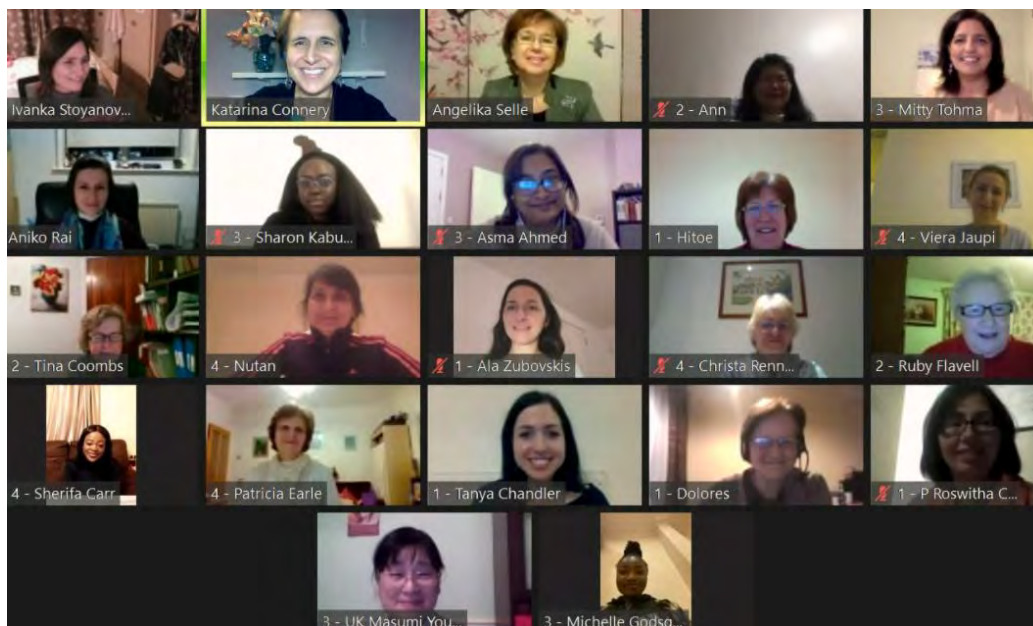 Ivanka Stoyanov...
Katarina Connery
Angelika Selle
2 - Ann
3 - Mitty Tohma
Aniko Rai
3 - Sharon Kabu...
3 - Asma Ahmed
1 - Hitoe
4 - Viera Jaupi
2 - Tina Coombs
4 - Nutan
1 - Ala Zubovskis
4 - Christa Renn...
2 - Ruby Flavell
4 - Sherifa Carr
4 - Patricia Earle
1 - Tanya Chandler
1 - Dolores
1 - P Roswitha C...
3 - UK Masumi You...
3 - Michelle Godsg...